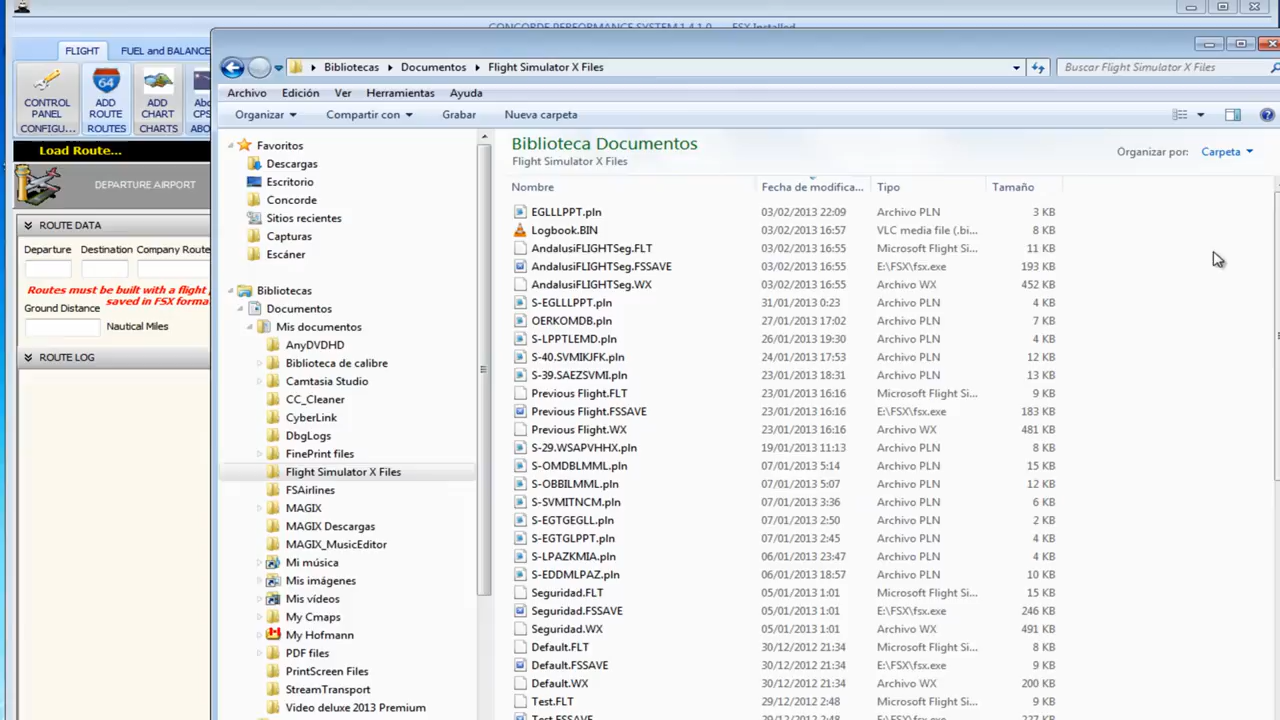 CONCORDE PERFORMANCE SYSTEM 1.4.1.0 FSX Installed
FLIGHT FUEL and BALANCE
CONTROL PANEL CONFIGU...
64
ADD ROUTE ROUTES
ADD CHART CHARTS
Abo CPS ABO
Load Route...
DEPARTURE AIRPORT
ROUTE DATA
Departure Destination Company Route
Routes must be built with a flight
saved in FSX forma
Ground Distance
Nautical Miles
ROUTE LOG
Bibliotecas Documentos Flight Simulator X Files
Buscar Flight Simulator X Files
Archivo Edición Ver Herramientas Ayuda
Organizar Compartir con Grabar Nueva carpeta
Favoritos
Descargas
Escritorio
Concorde
Sitios recientes
Capturas
Escáner
Bibliotecas
Documentos
Mis documentos
AnyDVDHD
Biblioteca de calibre
Camtasia Studio
CC_Cleaner
CyberLink
DbgLogs
FinePrint files
Flight Simulator X Files
FSAirlines
MAGIX
MAGIX Descargas
MAGIX_MusicEditor
Mi música
Mis imágenes
Mis vídeos
My Cmaps
My Hofmann
PDF files
PrintScreen Files
StreamTransport
Video deluxe 2013 Premium
Biblioteca Documentos
Flight Simulator X Files
Organizar por: Carpeta
Nombre Fecha de modifica... Tipo Tamaño
EGLLLPPT.pln 03/02/2013 22:09 Archivo PLN 3 KB
Logbook.BIN 03/02/2013 16:57 VLC media file (.bi... 8 KB
AndalusiFLIGHTSeg.FLT 03/02/2013 16:55 Microsoft Flight Si... 11 KB
AndalusiFLIGHTSeg.FSSAVE 03/02/2013 16:55 E:\FSX\fsx.exe 193 KB
AndalusiFLIGHTSeg.WX 03/02/2013 16:55 Archivo WX 452 KB
S-EGLLLPPT.pln 31/01/2013 0:23 Archivo PLN 4 KB
OERKOMDB.pln 27/01/2013 17:02 Archivo PLN 7 KB
S-LPPTLEMD.pln 26/01/2013 19:30 Archivo PLN 4 KB
S-40.SVMIKJFK.pln 24/01/2013 17:53 Archivo PLN 12 KB
S-39.SAEZSVMI.pln 23/01/2013 18:31 Archivo PLN 13 KB
Previous Flight.FLT 23/01/2013 16:16 Microsoft Flight Si... 9 KB
Previous Flight.FSSAVE 23/01/2013 16:16 E:\FSX\fsx.exe 183 KB
Previous Flight.WX 23/01/2013 16:16 Archivo WX 481 KB
S-29.WSAPVHHX.pln 19/01/2013 11:13 Archivo PLN 8 KB
S-OMDBLMML.pln 07/01/2013 5:14 Archivo PLN 15 KB
S-OBBILMML.pln 07/01/2013 5:07 Archivo PLN 12 KB
S-SVMITNCM.pln 07/01/2013 3:36 Archivo PLN 6 KB
S-EGTGEGLL.pln 07/01/2013 2:50 Archivo PLN 2 KB
S-EGTGLPPT.pln 07/01/2013 2:45 Archivo PLN 4 KB
S-LPAZKMIA.pln 06/01/2013 23:47 Archivo PLN 8 KB
S-EDDMLPAZ.pln 06/01/2013 18:57 Archivo PLN 10 KB
Seguridad.FLT 05/01/2013 1:01 Microsoft Flight Si... 15 KB
Seguridad.FSSAVE 05/01/2013 1:01 E:\FSX\fsx.exe 246 KB
Seguridad.WX 05/01/2013 1:01 Archivo WX 491 KB
Default.FLT 30/12/2012 21:34 Microsoft Flight Si... 8 KB
Default.FSSAVE 30/12/2012 21:34 E:\FSX\fsx.exe 165 KB
Default.WX 30/12/2012 21:34 Archivo WX 200 KB
Test.FLT 29/12/2012 2:48 Microsoft Flight Si... 15 KB
Test.FSSAVE 29/12/2012 2:48 E:\FSX\fsx.exe 227 KB